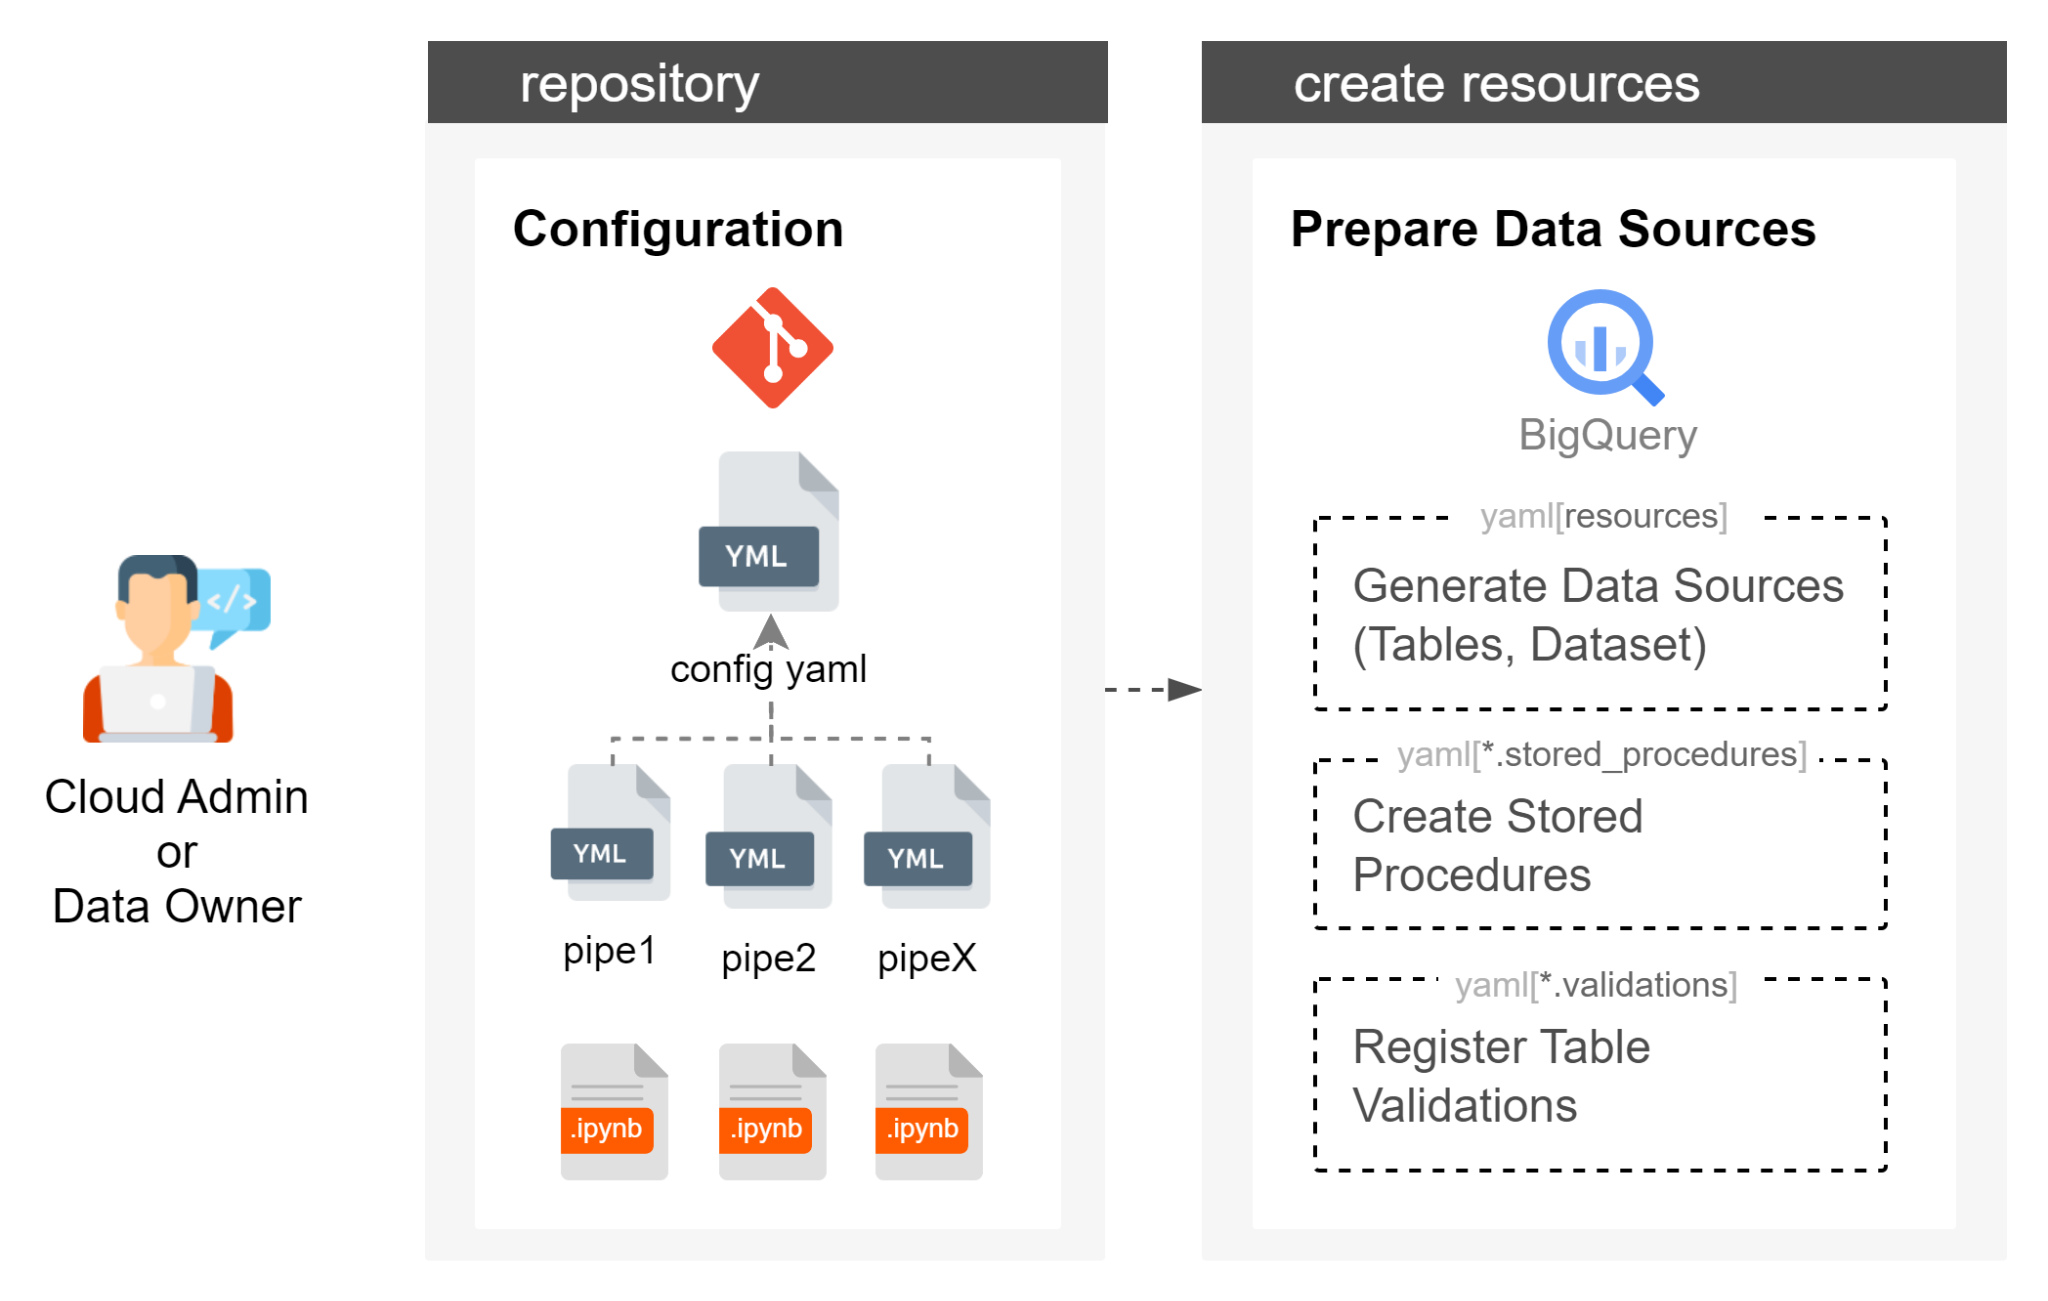 repository
create resources
Configuration
Prepare Data Sources
BigQuery
YML
config yaml
YML
YML
YML
pipe1
pipe2
pipeX
.ipynb
.ipynb
.ipynb
</>
Cloud Admin
or
Data Owner
yaml[resources]
Generate Data Sources
(Tables, Dataset)
yaml[*.stored_procedures]
Create Stored
Procedures
yaml[*.validations]
Register Table
Validations